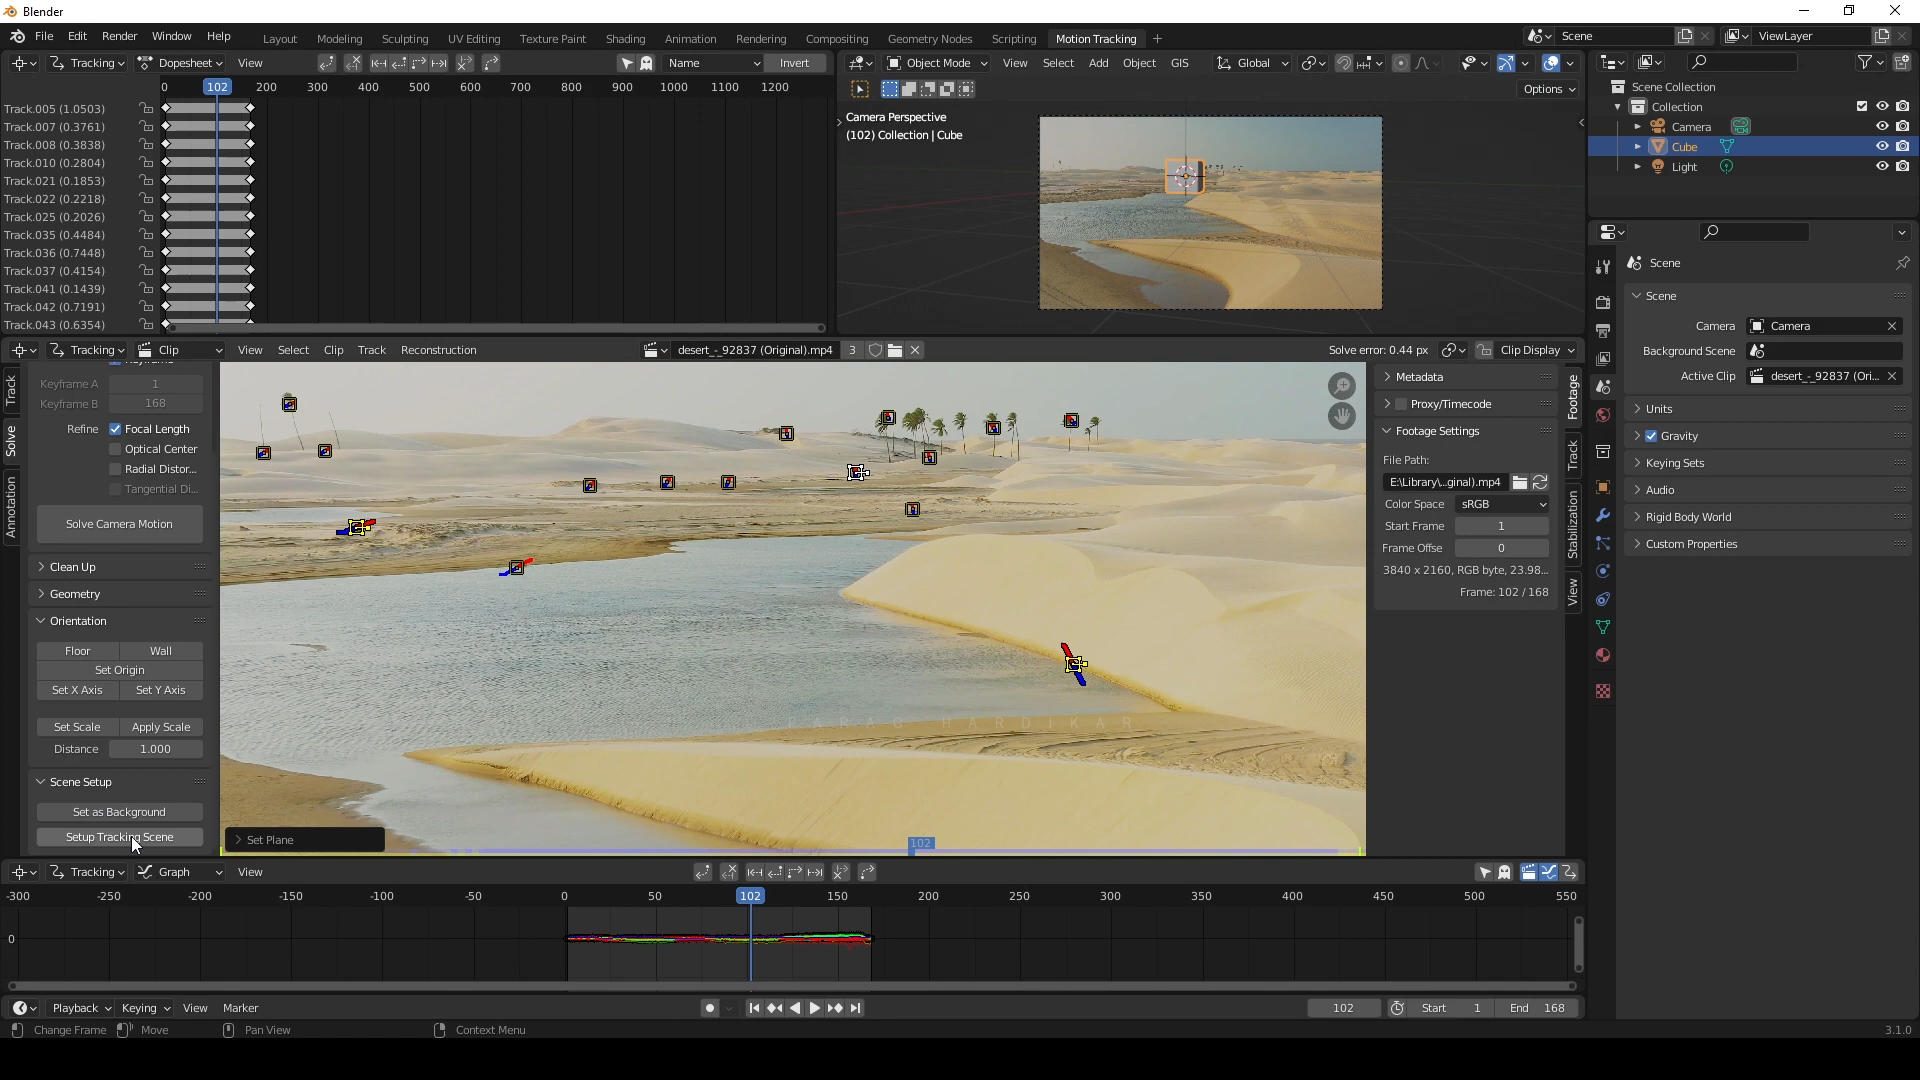 Blender
File Edit Render Window Help
Layout Modeling Sculpting UV Editing Texture Paint Shading Animation Rendering Compositing Geometry Nodes Scripting Motion Tracking
Scene
ViewLayer
Tracking Dopesheet View Name Invert
0 102 200 300 400 500 600 700 800 900 1000 1100 1200
Track.005 (1.0503)
Track.007 (0.3761)
Track.008 (0.3838)
Track.010 (0.2804)
Track.021 (0.1853)
Track.022 (0.2218)
Track.025 (0.2026)
Track.035 (0.4484)
Track.036 (0.7448)
Track.037 (0.4154)
Track.041 (0.1439)
Track.042 (0.7191)
Track.043 (0.6354)
Object Mode View Select Add Object GIS Global
Options
Camera Perspective
(102) Collection | Cube
Scene Collection
Collection
Camera
Cube
Light
Scene
Scene
Camera Camera
Background Scene
Active Clip desert_-_92837 (Ori...
Units
Gravity
Keying Sets
Audio
Rigid Body World
Custom Properties
Tracking Clip View Select Clip Track Reconstruction
desert_-_92837 (Original).mp4 3
Solve error: 0.44 px
Clip Display
Track
Solve
Annotation
Keyframe
Keyframe A 1
Keyframe B 168
Refine Focal Length
Optical Center
Radial Distor...
Tangential Di...
Solve Camera Motion
Clean Up
Geometry
Orientation
Floor Wall
Set Origin
Set X Axis Set Y Axis
Set Scale Apply Scale
Distance 1.000
Scene Setup
Set as Background
Setup Tracking Scene
Set Plane
PARAG HARDIKAR
102
Metadata
Proxy/Timecode
Footage Settings
File Path:
E:\Library\...ginal).mp4
Color Space sRGB
Start Frame 1
Frame Offse 0
3840 x 2160, RGB byte, 23.98...
Frame: 102 / 168
Footage
Track
Stabilization
View
Tracking Graph View
-300 -250 -200 -150 -100 -50 0 50 102 150 200 250 300 350 400 450 500 550
0
Playback Keying View Marker
102 Start 1 End 168
Change Frame Move Pan View Context Menu
3.1.0